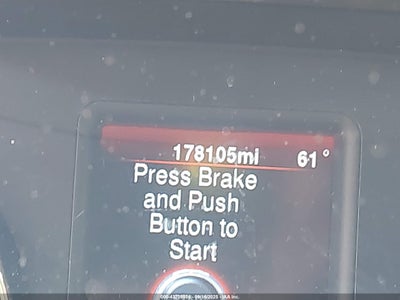 178105mi 61°
Press Brake
and Push
Button to
Start